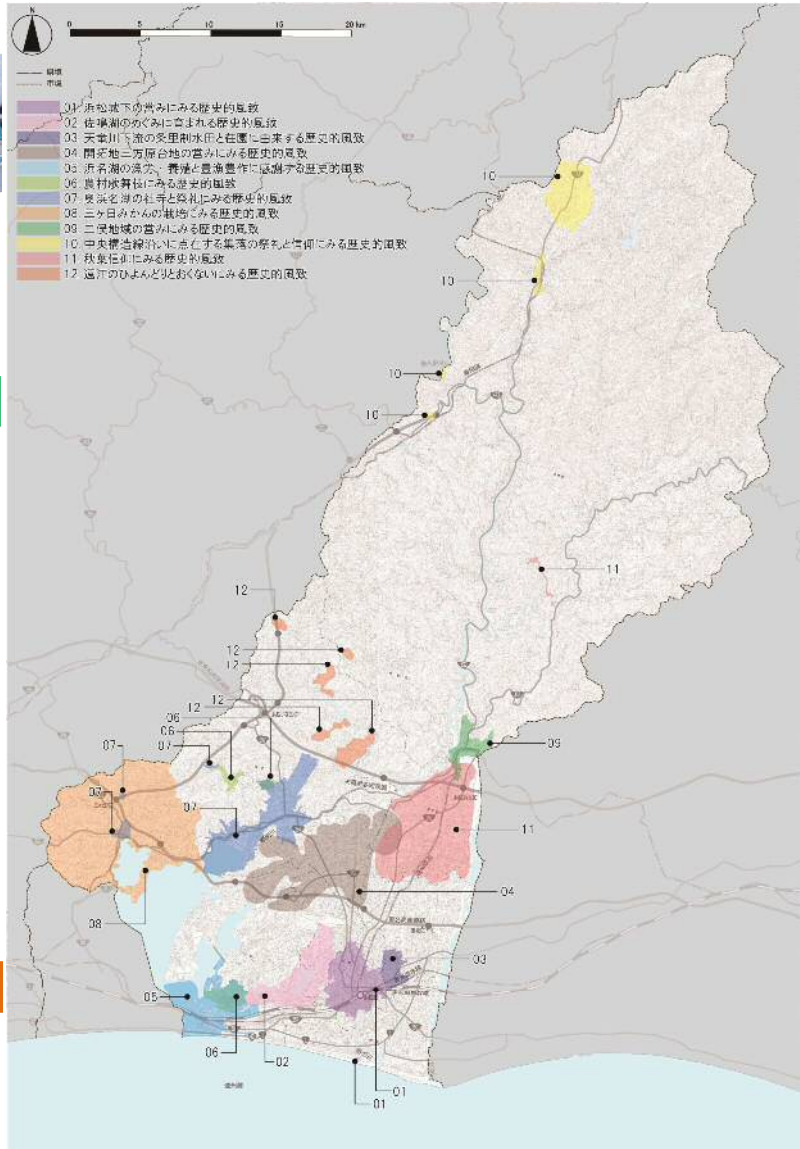 N
0 5 10 15 20 km
県境
市境
01 浜松城下の営みにみる歴史的風致
02 佐鳴湖のめぐみに育まれる歴史的風致
03 天竜川下流の条里制水田と荘園に由来する歴史的風致
04 開拓地三方原台地の営みにみる歴史的風致
05 浜名湖の漁労・養殖と豊漁豊作に感謝する歴史的風致
06 農村歌舞伎にみる歴史的風致
07 奥浜名湖の社寺と祭礼にみる歴史的風致
08 三ヶ日みかんの栽培にみる歴史的風致
09 二俣地域の営みにみる歴史的風致
10 中央構造線沿いに点在する集落の祭礼と信仰にみる歴史的風致
11 秋葉信仰にみる歴史的風致
12 遠江のひよんどりとおくないにみる歴史的風致
10
10
10
10
11
12
12
12
12
12
06
06
07
09
07
07
07
11
04
08
03
05
06
02
01
01